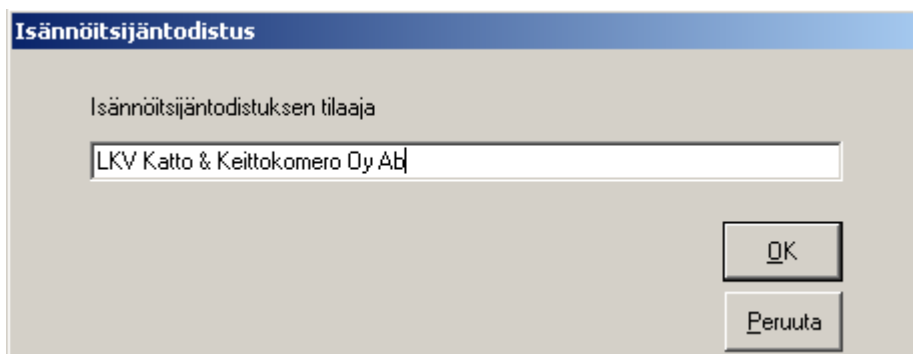 Isännöitsijäntodistus
Isännöitsijäntodistuksen tilaaja
LKV Katto & Keittokomero Oy Ab
OK
Peruuta